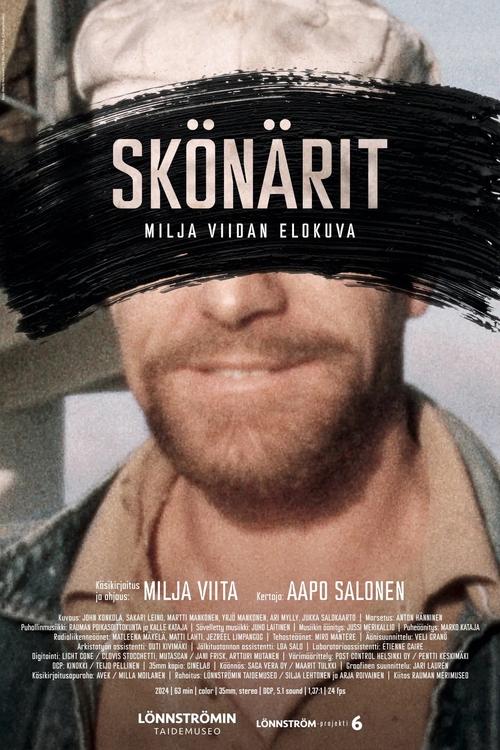 SKÖNÄRIT
MILJA VIIDAN ELOKUVA
Käsikirjoitus ja ohjaus: MILJA VIITA Kertoja: AAPO SALONEN
Kuvaus: JOHN KONKOLA, SAKARI LEINO, MARTTI MANKONEN, YRJÖ MANKONEN, ARI MYLLY, JUKKA SALOKAARTO | Marsetus: ANTON HÄNNINEN
Puhallinmusiikki: RAUMAN POIKASOITTOKUNTA ja KALLE KATAJA | Sävelletty musiikki: JUHO LAITINEN | Musiikin äänitys: JUSSI MERIKALLIO | Puheäänitys: MARKO KATAJA
Radioliikenneäänet: MATLEENA MÄKELÄ, MATTI LAHTI, JEZREEL LIMPANGOG | Tehosteäänet: MIRO MANTERE | Äänisuunnittelu: VELI GRANÖ
Arkistotyön assistentti: OUTI KIVIMÄKI | Jälkituotannon assistentti: LOA SALO | Laboratorioassistentti: ETIENNE CAIRE
Digitointi: LIGHT CONE / CLOVIS STOCCHETTI, MUTASCAN / JANI FRISK, ARTTURI MUTANEN | Värimäärittely: POST CONTROL HELSINKI OY / PENTTI KESKIMÄKI
DCP: KINOKKI / TEIJO PELLINEN | 35mm kopio: CINELAB | Käännös: SAGA VERA OY / MAARIT TULKKI | Graafinen suunnittelu: JARI LAUREN
Käsikirjoitusapuraha: AVEK / MILLA MOILANEN | Rahoitus: LÖNNSTRÖMIN TAIDEMUSEO / SILJA LEHTONEN ja ARJA ROIVAINEN | Kiitos RAUMAN MERIMUSEO
2024 | 63 min | color | 35mm, stereo | DCP, 5.1 sound | 1,37:1 | 24 fps
LÖNNSTRÖMIN TAIDEMUSEO LÖNNSTRÖM-projekti 6